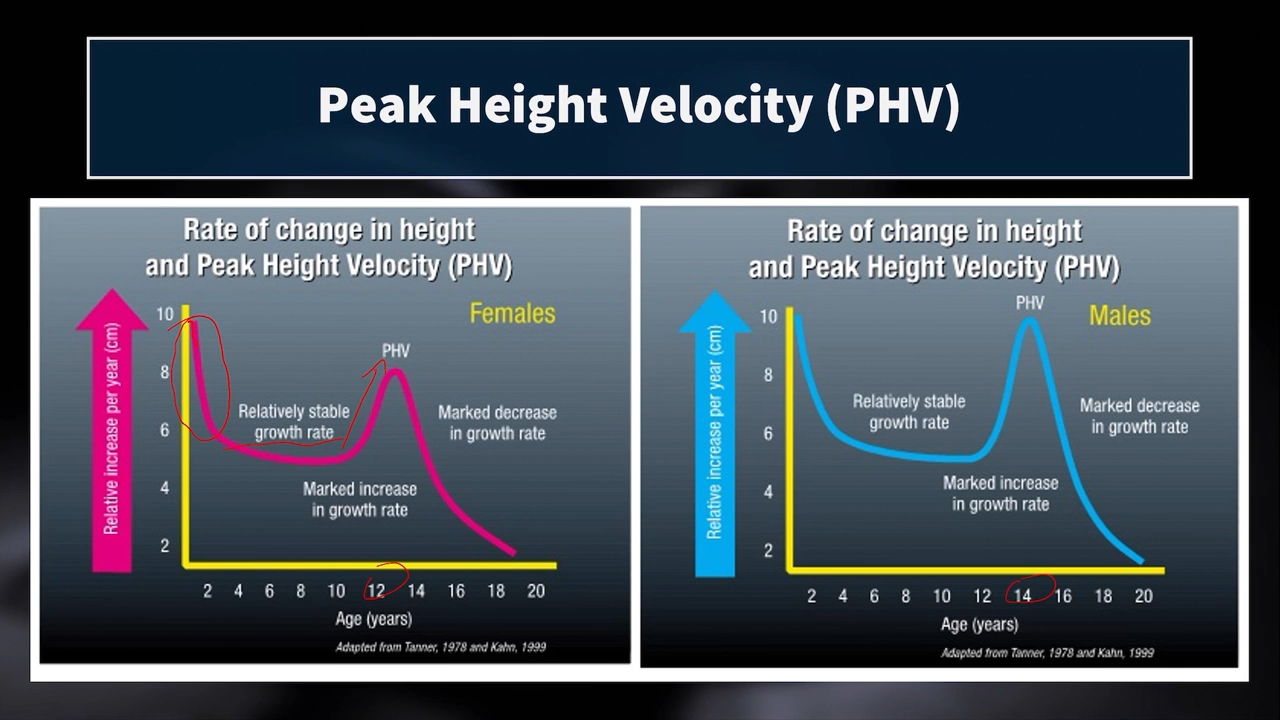 Peak Height Velocity (PHV)
Rate of change in height
and Peak Height Velocity (PHV)
Females
Relative increase per year (cm)
10
8
6
4
2
PHV
Relatively stable
growth rate
Marked decrease
in growth rate
Marked increase
in growth rate
2 4 6 8 10 12 14 16 18 20
Age (years)
Adapted from Tanner, 1978 and Kahn, 1999
Rate of change in height
and Peak Height Velocity (PHV)
PHV
Males
Relative increase per year (cm)
10
8
6
4
2
Relatively stable
growth rate
Marked decrease
in growth rate
Marked increase
in growth rate
2 4 6 8 10 12 14 16 18 20
Age (years)
Adapted from Tanner, 1978 and Kahn, 1999